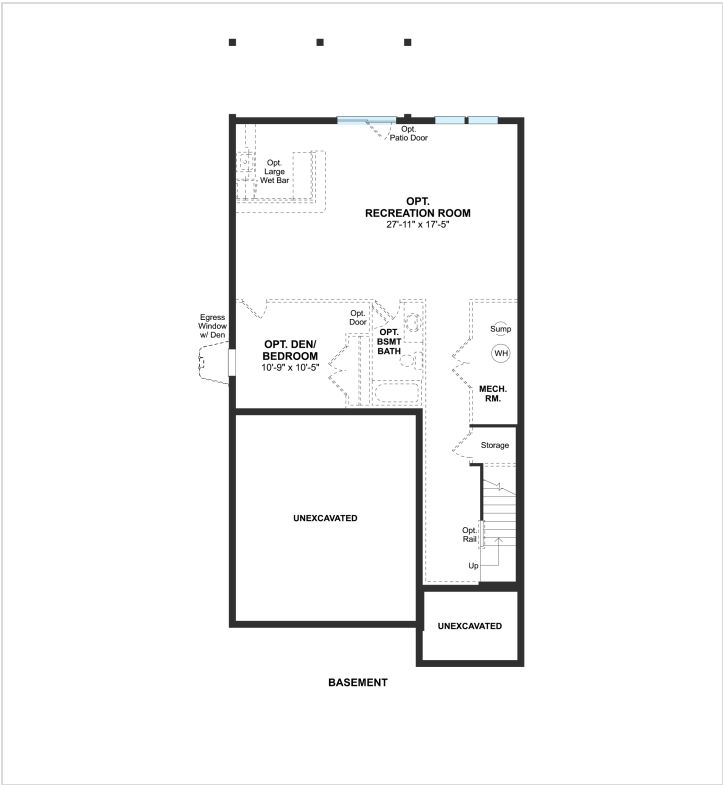 Opt.
Patio Door
Opt.
Large
Wet Bar
OPT.
RECREATION ROOM
27'-11" x 17'-5"
Egress
Window
w/ Den
Opt.
Door
OPT.
BSMT
BATH
OPT. DEN/
BEDROOM
10'-9" x 10'-5"
Sump
WH
MECH.
RM.
Storage
UNEXCAVATED
Opt.
Rail
Up
UNEXCAVATED
BASEMENT